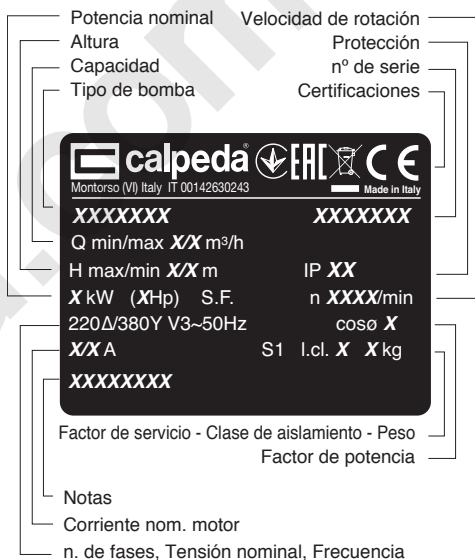 Potencia nominal Velocidad de rotación
Altura Protección
Capacidad nº de serie
Tipo de bomba Certificaciones
calpeda® EAC CE
Montorso (VI) Italy IT 00142630243 Made in Italy
XXXXXXX XXXXXXX
Q min/max X/X m³/h
H max/min X/X m IP XX
X kW (XHp) S.F. n XXXX/min
220Δ/380Y V3~50Hz cosø X
X/X A S1 I.cl. X X kg
XXXXXXXX
Factor de servicio - Clase de aislamiento - Peso
Factor de potencia
Notas
Corriente nom. motor
n. de fases, Tensión nominal, Frecuencia